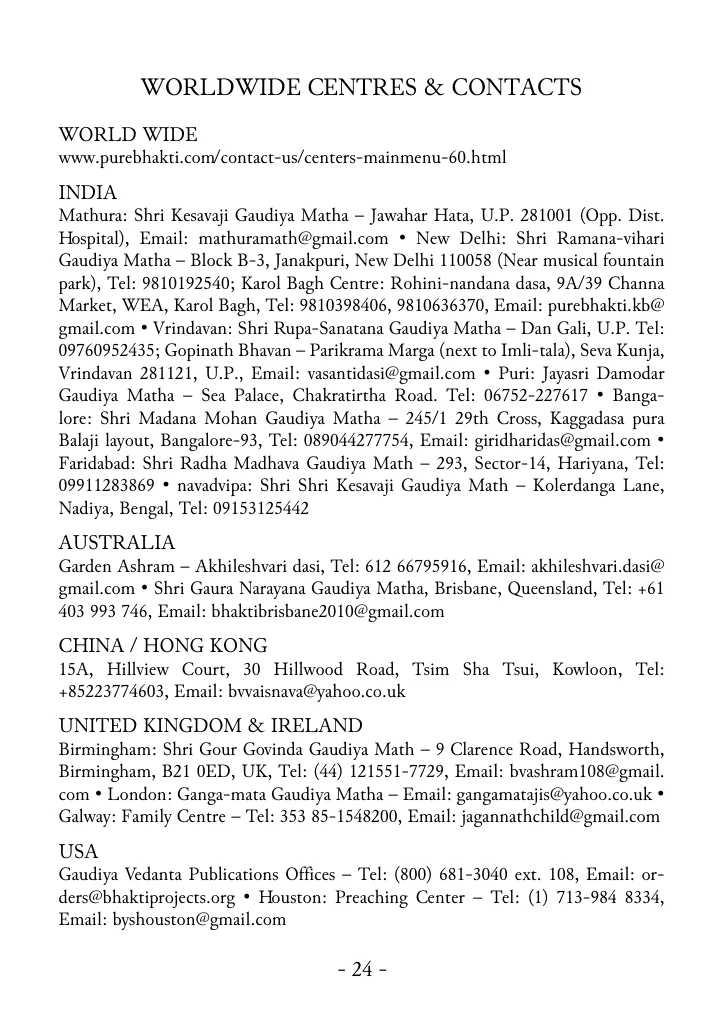 WORLDWIDE CENTRES & CONTACTS
WORLD WIDE
www.purebhakti.com/contact-us/centers-mainmenu-60.html
INDIA
Mathura: Shri Kesavaji Gaudiya Matha – Jawahar Hata, U.P. 281001 (Opp. Dist.
Hospital), Email: mathuramath@gmail.com • New Delhi: Shri Ramana-vihari
Gaudiya Matha – Block B-3, Janakpuri, New Delhi 110058 (Near musical fountain
park), Tel: 9810192540; Karol Bagh Centre: Rohini-nandana dasa, 9A/39 Channa
Market, WEA, Karol Bagh, Tel: 9810398406, 9810636370, Email: purebhakti.kb@
gmail.com • Vrindavan: Shri Rupa-Sanatana Gaudiya Matha – Dan Gali, U.P. Tel:
09760952435; Gopinath Bhavan – Parikrama Marga (next to Imli-tala), Seva Kunja,
Vrindavan 281121, U.P., Email: vasantidasi@gmail.com • Puri: Jayasri Damodar
Gaudiya Matha – Sea Palace, Chakratirtha Road. Tel: 06752-227617 • Banga-
lore: Shri Madana Mohan Gaudiya Matha – 245/1 29th Cross, Kaggadasa pura
Balaji layout, Bangalore-93, Tel: 089044277754, Email: giridharidas@gmail.com •
Faridabad: Shri Radha Madhava Gaudiya Math – 293, Sector-14, Hariyana, Tel:
09911283869 • navadvipa: Shri Shri Kesavaji Gaudiya Math – Kolerdanga Lane,
Nadiya, Bengal, Tel: 09153125442
AUSTRALIA
Garden Ashram – Akhileshvari dasi, Tel: 612 66795916, Email: akhileshvari.dasi@
gmail.com • Shri Gaura Narayana Gaudiya Matha, Brisbane, Queensland, Tel: +61
403 993 746, Email: bhaktibrisbane2010@gmail.com
CHINA / HONG KONG
15A, Hillview Court, 30 Hillwood Road, Tsim Sha Tsui, Kowloon, Tel:
+85223774603, Email: bvvaisnava@yahoo.co.uk
UNITED KINGDOM & IRELAND
Birmingham: Shri Gour Govinda Gaudiya Math – 9 Clarence Road, Handsworth,
Birmingham, B21 0ED, UK, Tel: (44) 121551-7729, Email: bvashram108@gmail.
com • London: Ganga-mata Gaudiya Matha – Email: gangamatajis@yahoo.co.uk •
Galway: Family Centre – Tel: 353 85-1548200, Email: jagannathchild@gmail.com
USA
Gaudiya Vedanta Publications Offices – Tel: (800) 681-3040 ext. 108, Email: or-
ders@bhaktiprojects.org • Houston: Preaching Center – Tel: (1) 713-984 8334,
Email: byshouston@gmail.com
- 24 -